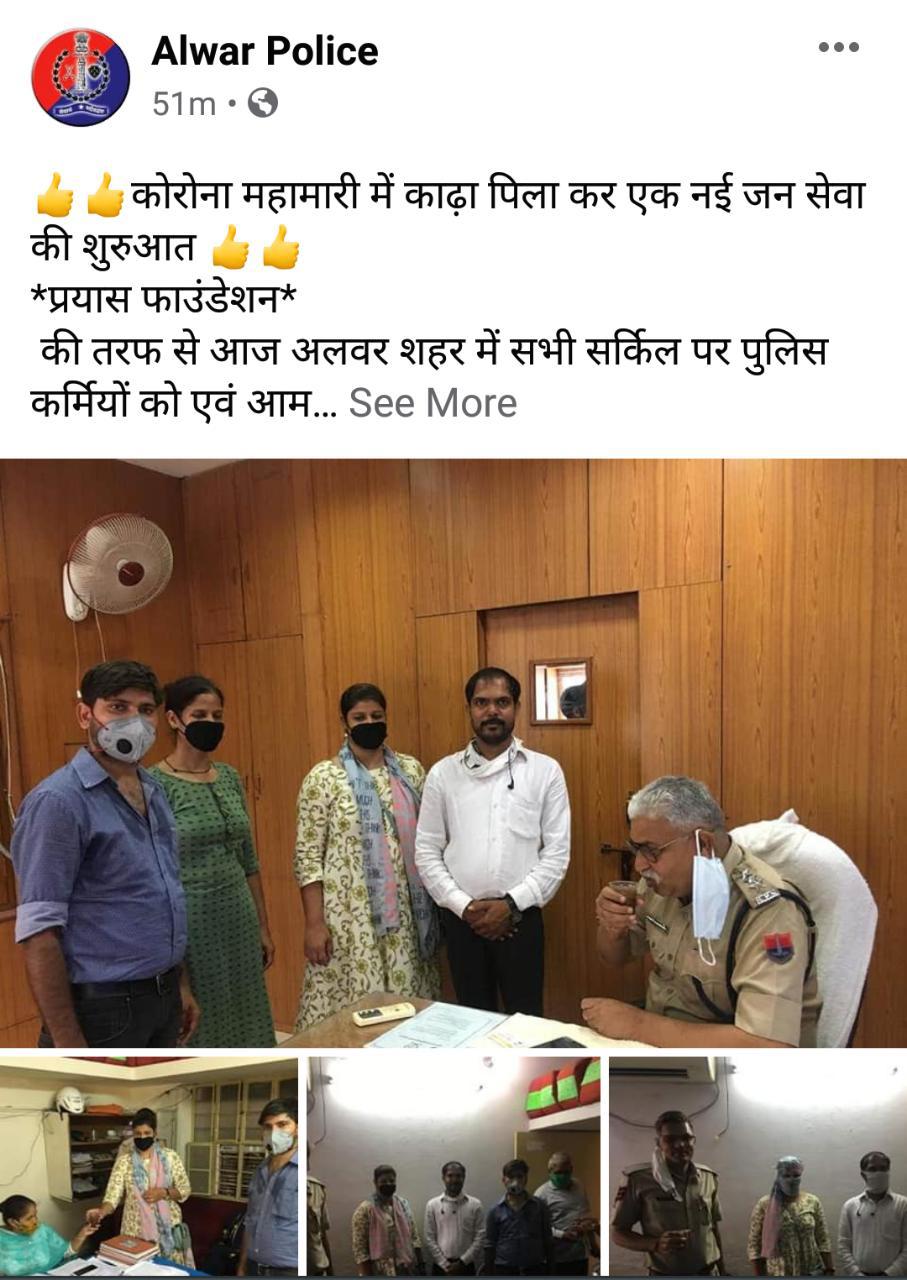 Alwar Police
51m
👍👍कोरोना महामारी में काढ़ा पिला कर एक नई जन सेवा
की शुरुआत 👍👍
*प्रयास फाउंडेशन*
की तरफ से आज अलवर शहर में सभी सर्किल पर पुलिस
कर्मियों को एवं आम... See More